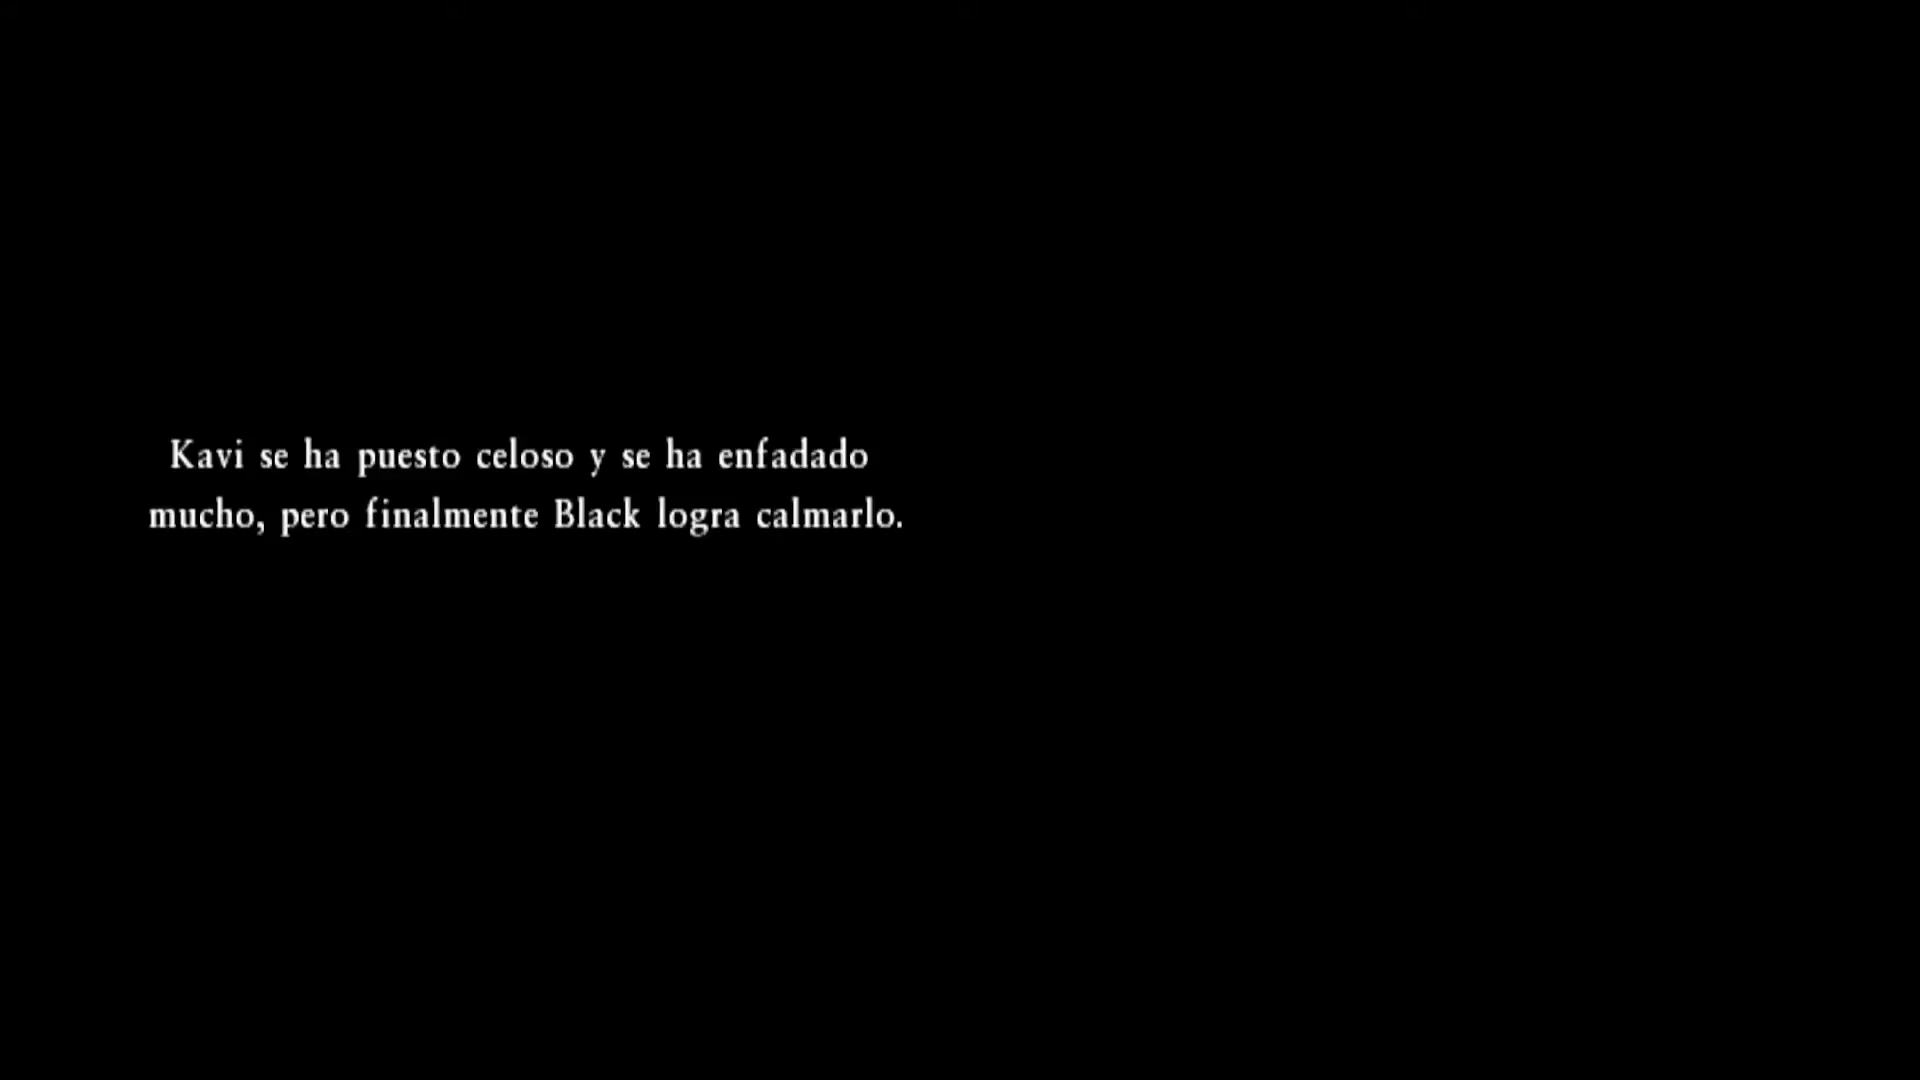 Kavi se ha puesto celoso y se ha enfadado
mucho, pero finalmente Black logra calmarlo.